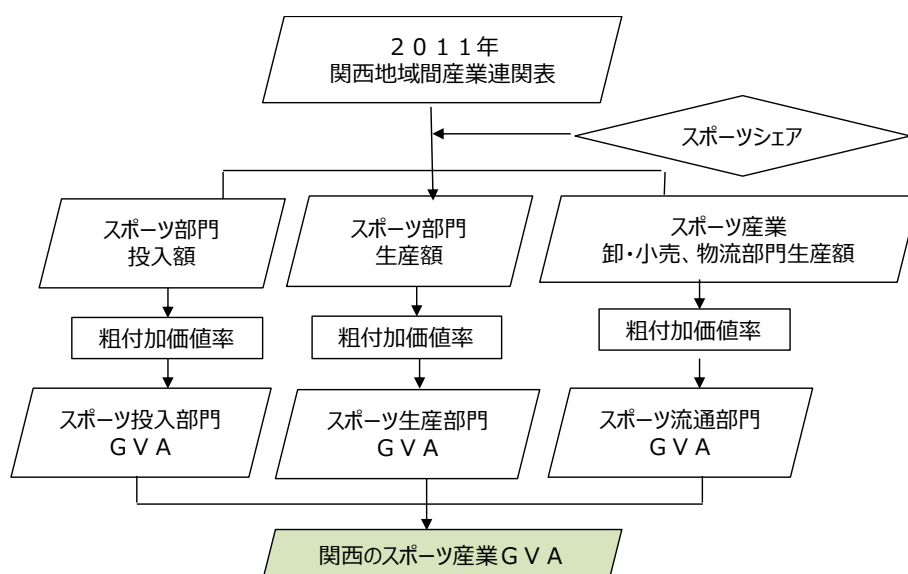 ２０１１年
関西地域間産業連関表
スポーツシェア
スポーツ部門
投入額
スポーツ部門
生産額
スポーツ産業
卸・小売、物流部門生産額
粗付加価値率
粗付加価値率
粗付加価値率
スポーツ投入部門
ＧＶＡ
スポーツ生産部門
ＧＶＡ
スポーツ流通部門
ＧＶＡ
関西のスポーツ産業ＧＶＡ